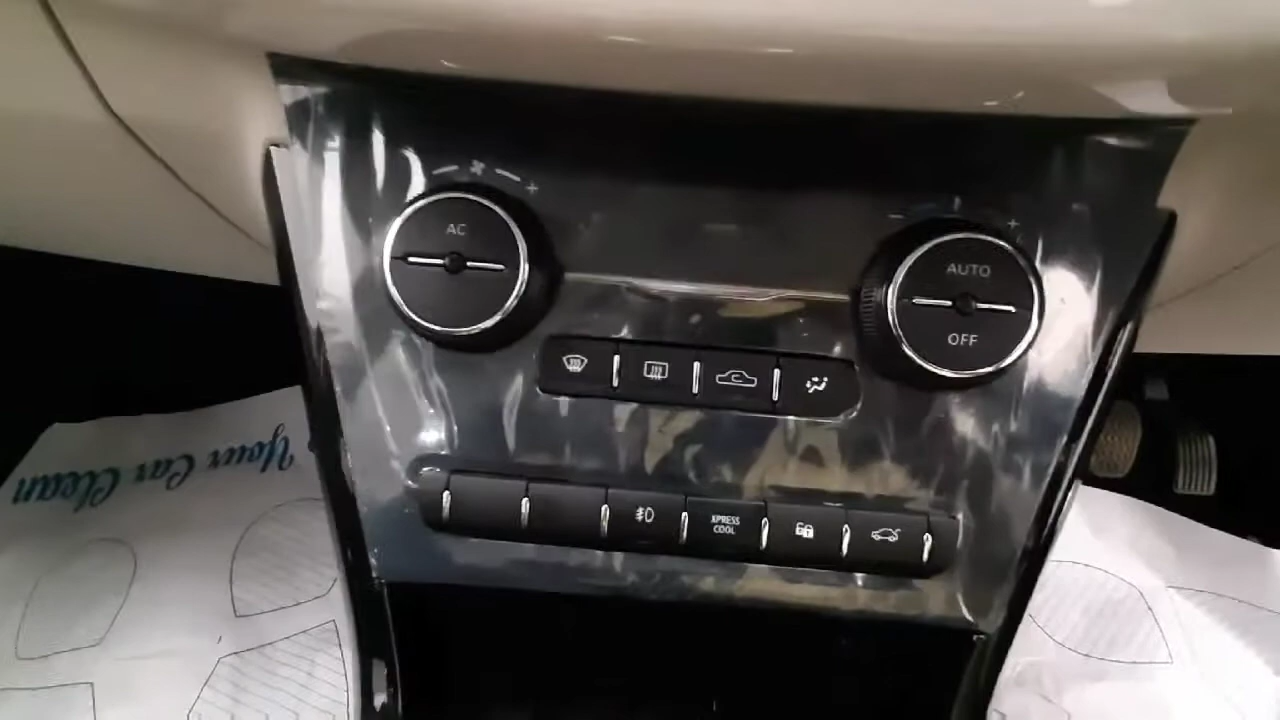 AC
+
- +
AUTO
OFF
XPRESS
COOL
Your Car Clean